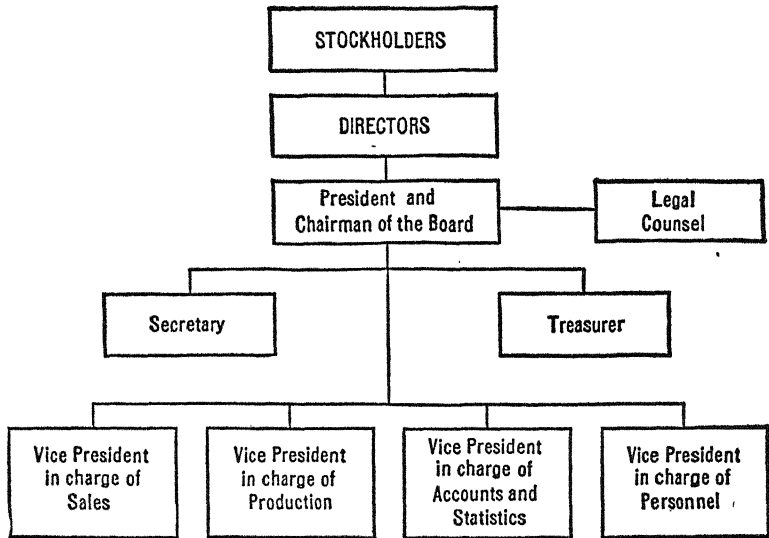 STOCKHOLDERS
DIRECTORS
President and
Chairman of the Board
Legal
Counsel
Secretary
Treasurer
Vice President
in charge of
Sales
Vice President
in charge of
Production
Vice President
in charge of
Accounts and
Statistics
Vice President
in charge of
Personnel